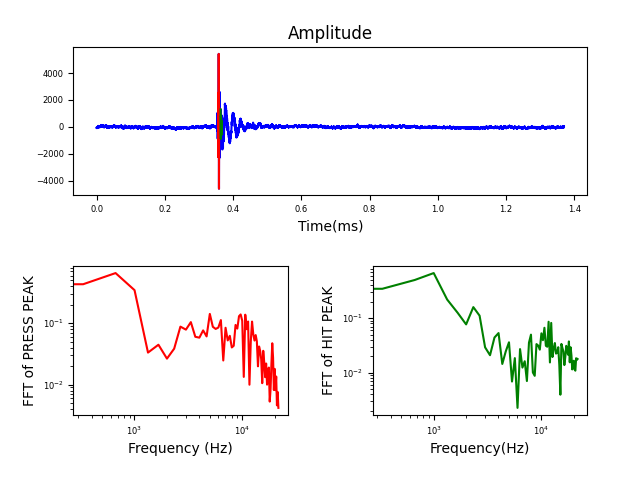 Amplitude
4000
2000
0
−2000
−4000
0.0 0.2 0.4 0.6 0.8 1.0 1.2 1.4
Time(ms)
FFT of PRESS PEAK
10⁻¹
10⁻²
10³ 10⁴
Frequency (Hz)
FFT of HIT PEAK
10⁻¹
10⁻²
10³ 10⁴
Frequency(Hz)